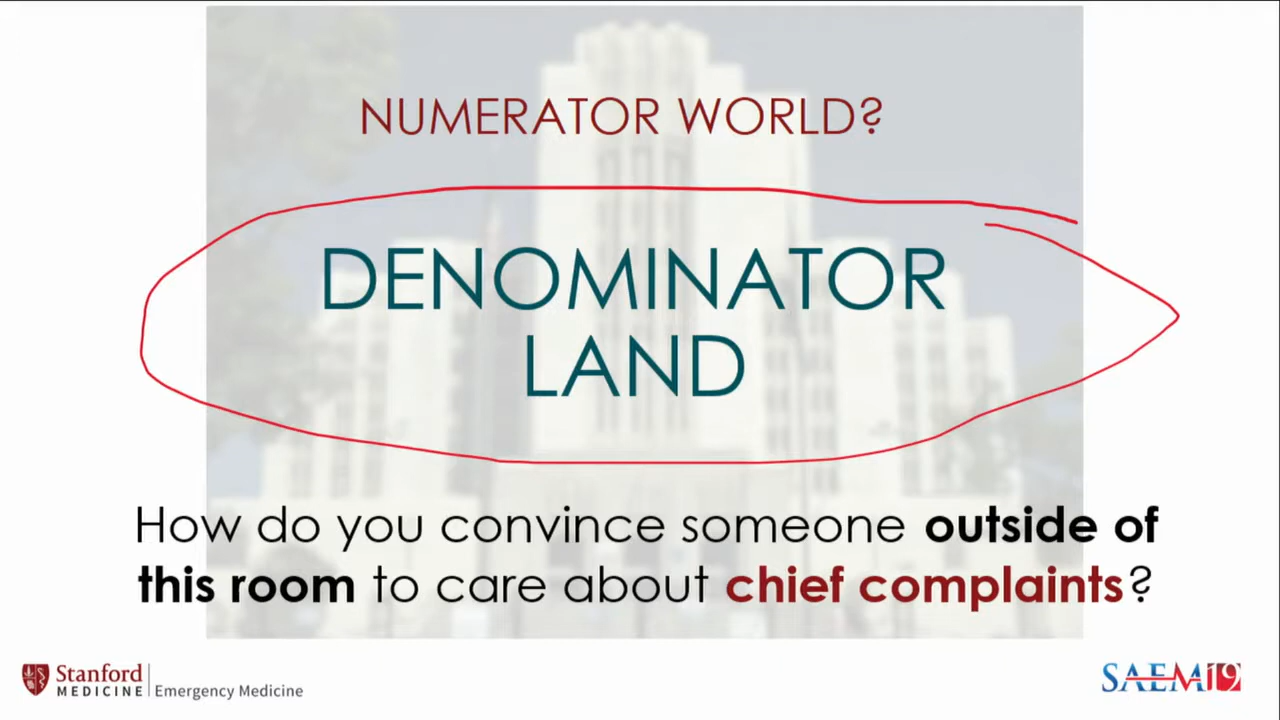 NUMERATOR WORLD?
DENOMINATOR
LAND
How do you convince someone outside of
this room to care about chief complaints?
Stanford
MEDICINE
Emergency Medicine
SAEM19